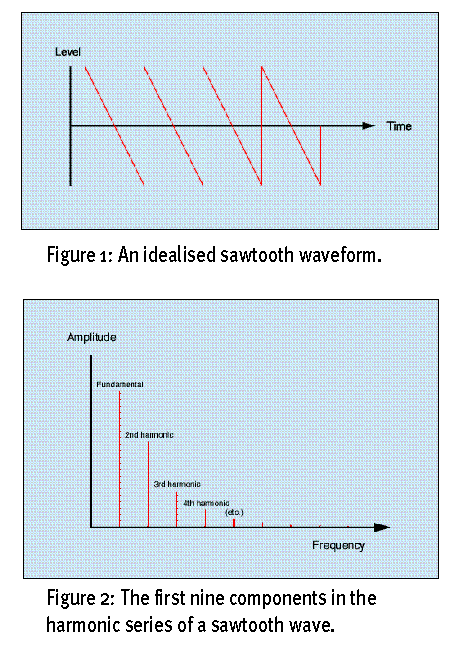 Level
Time
Figure 1: An idealised sawtooth waveform.
Amplitude
Fundamental
2nd harmonic
3rd harmonic
4th harmonic
(etc.)
Frequency
Figure 2: The first nine components in the
harmonic series of a sawtooth wave.